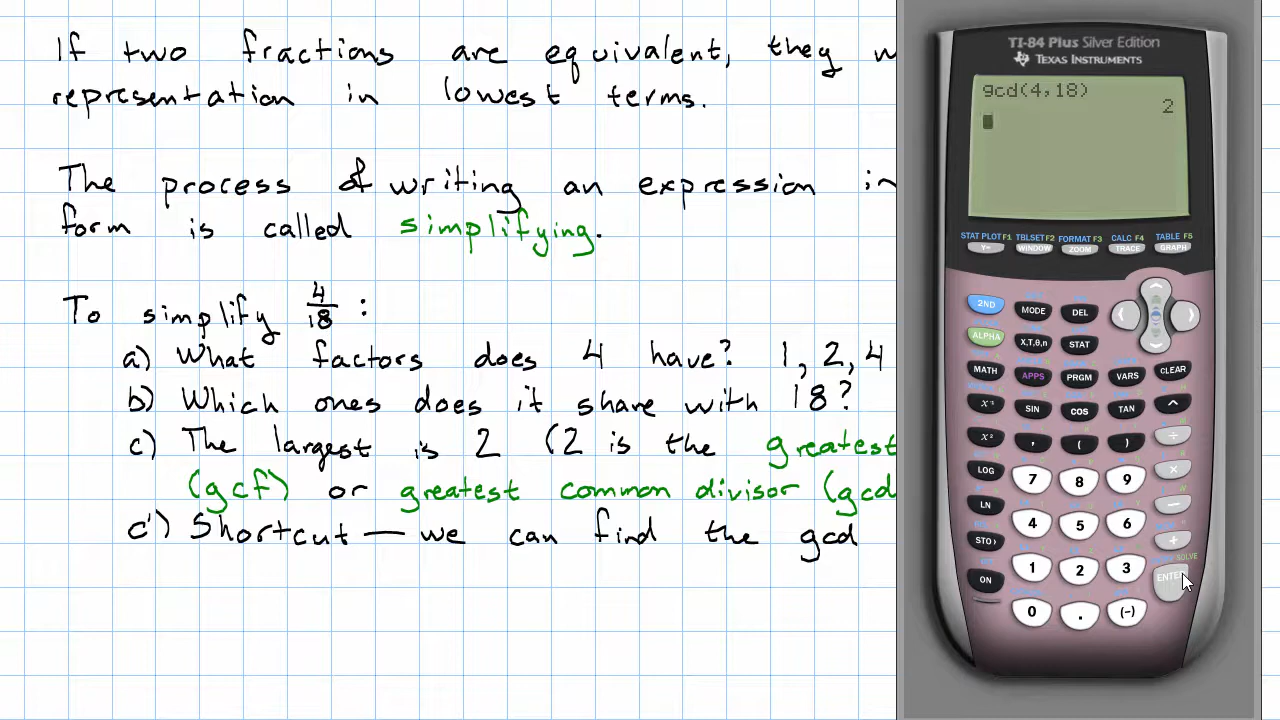 If two fractions are equivalent, they w
representation in lowest terms.
The process of writing an expression in
form is called simplifying.
To simplify 4/18 :
a) What factors does 4 have? 1, 2, 4
b) Which ones does it share with 18?
c) The largest is 2 (2 is the greatest
(gcf) or greatest common divisor (gcd
c') Shortcut — we can find the gcd
TI-84 Plus Silver Edition
TEXAS INSTRUMENTS
gcd(4,18)
2
STAT PLOT F1 TBLSET F2 FORMAT F3 CALC F4 TABLE F5
Y= WINDOW ZOOM TRACE GRAPH
2ND MODE DEL
ALPHA X,T,θ,n STAT
MATH APPS PRGM VARS CLEAR
X⁻¹ SIN COS TAN ^
X² , ( ) ÷
LOG 7 8 9 ×
LN 4 5 6 −
STO› 1 2 3 +
SOLVE
ON 0 . (−) ENTER